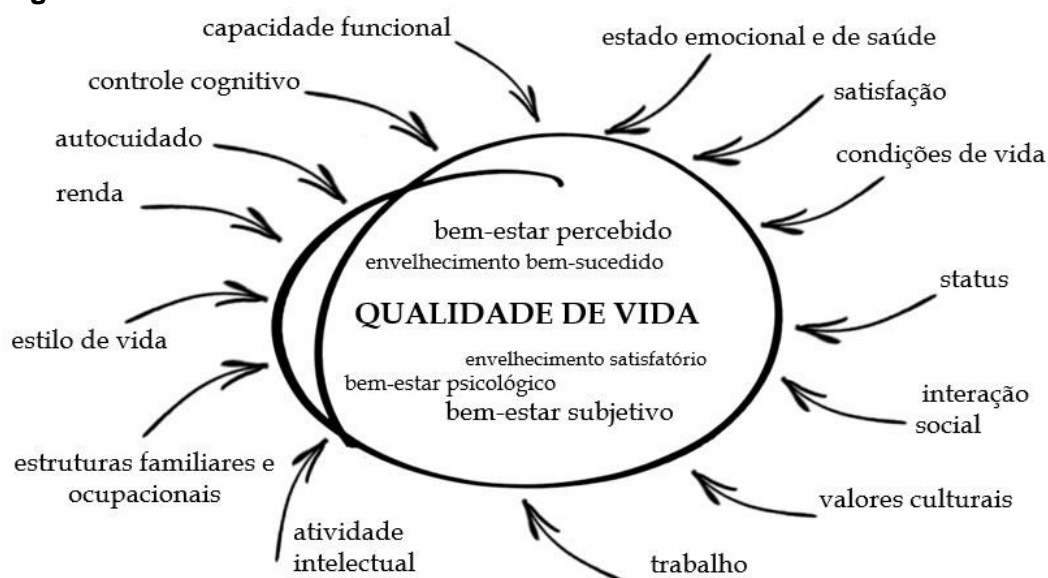 g
capacidade funcional
estado emocional e de saúde
controle cognitivo
satisfação
autocuidado
condições de vida
renda
bem-estar percebido
envelhecimento bem-sucedido
status
QUALIDADE DE VIDA
estilo de vida
envelhecimento satisfatório
bem-estar psicológico
bem-estar subjetivo
interação
social
estruturas familiares e
ocupacionais
valores culturais
atividade
intelectual
trabalho